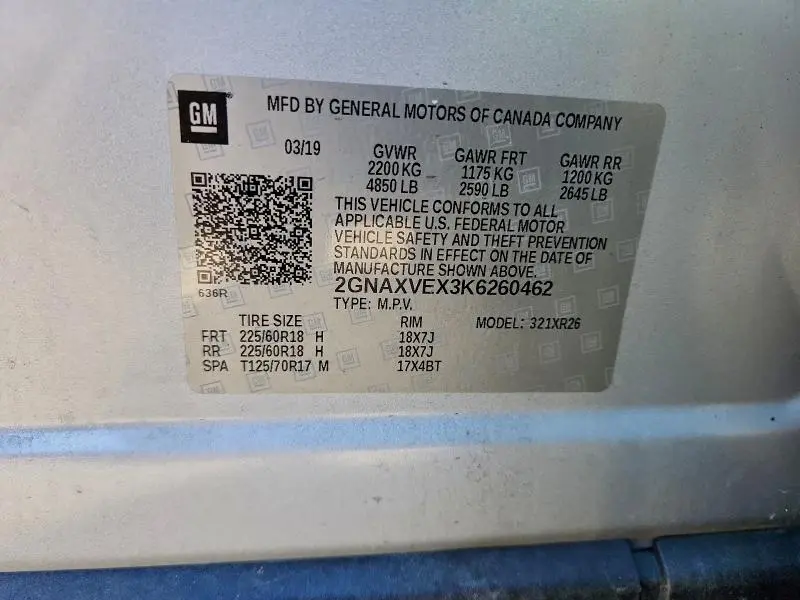 GM
MFD BY GENERAL MOTORS OF CANADA COMPANY
03/19 GVWR GAWR FRT GAWR RR
2200 KG 1175 KG 1200 KG
4850 LB 2590 LB 2645 LB
THIS VEHICLE CONFORMS TO ALL
APPLICABLE U.S. FEDERAL MOTOR
VEHICLE SAFETY AND THEFT PREVENTION
STANDARDS IN EFFECT ON THE DATE OF
MANUFACTURE SHOWN ABOVE.
636R 2GNAXVEX3K6260462
TYPE: M.P.V.
TIRE SIZE RIM MODEL: 321XR26
FRT 225/60R18 H 18X7J
RR 225/60R18 H 18X7J
SPA T125/70R17 M 17X4BT